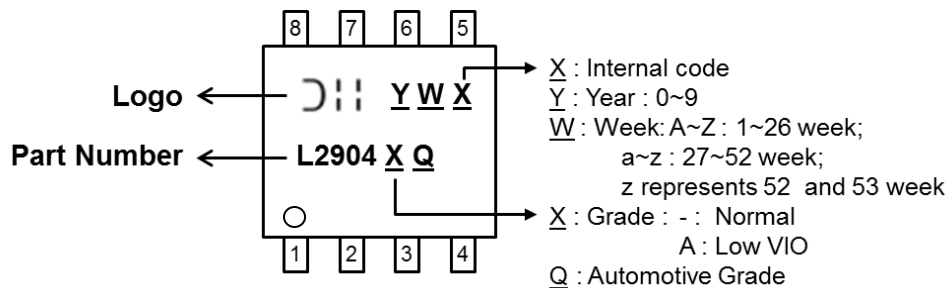 8 7 6 5
Logo
Y W X
Part Number
L2904 X Q
1 2 3 4
X : Internal code
Y : Year : 0~9
W : Week: A~Z : 1~26 week;
a~z : 27~52 week;
z represents 52 and 53 week
X : Grade : - : Normal
A : Low VIO
Q : Automotive Grade